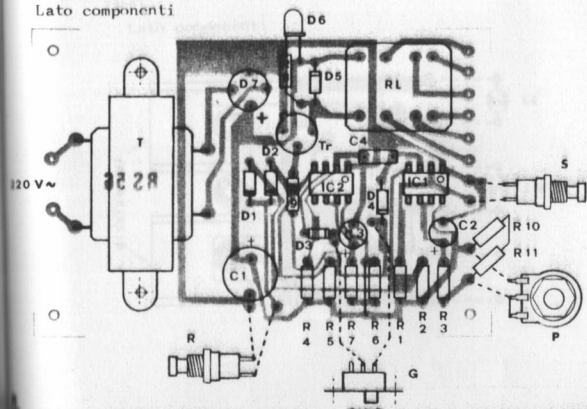 Lato componenti
D6
D7
D5
RL
+
Tr
C4
T
R256
D2
S
220 V~
IC2
IC1
D1
D4
C2
D3
R 10
R 11
C1
+
+
+
P
R
R 4
R 5
R 7
R 6
R 1
R 2
R 3
G